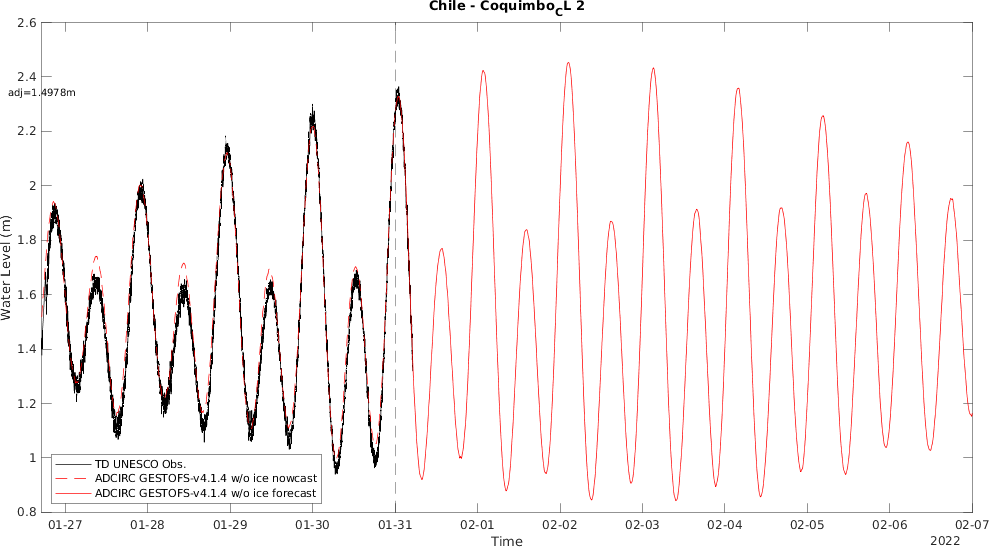 Chile - Coquimbo_CL 2
2.6
2.4
adj=1.4978m
2.2
2
1.8
1.6
1.4
1.2
1
0.8
Water Level (m)
TD UNESCO Obs.
ADCIRC GESTOFS-v4.1.4 w/o ice nowcast
ADCIRC GESTOFS-v4.1.4 w/o ice forecast
01-27 01-28 01-29 01-30 01-31 02-01 02-02 02-03 02-04 02-05 02-06 02-07
Time
2022